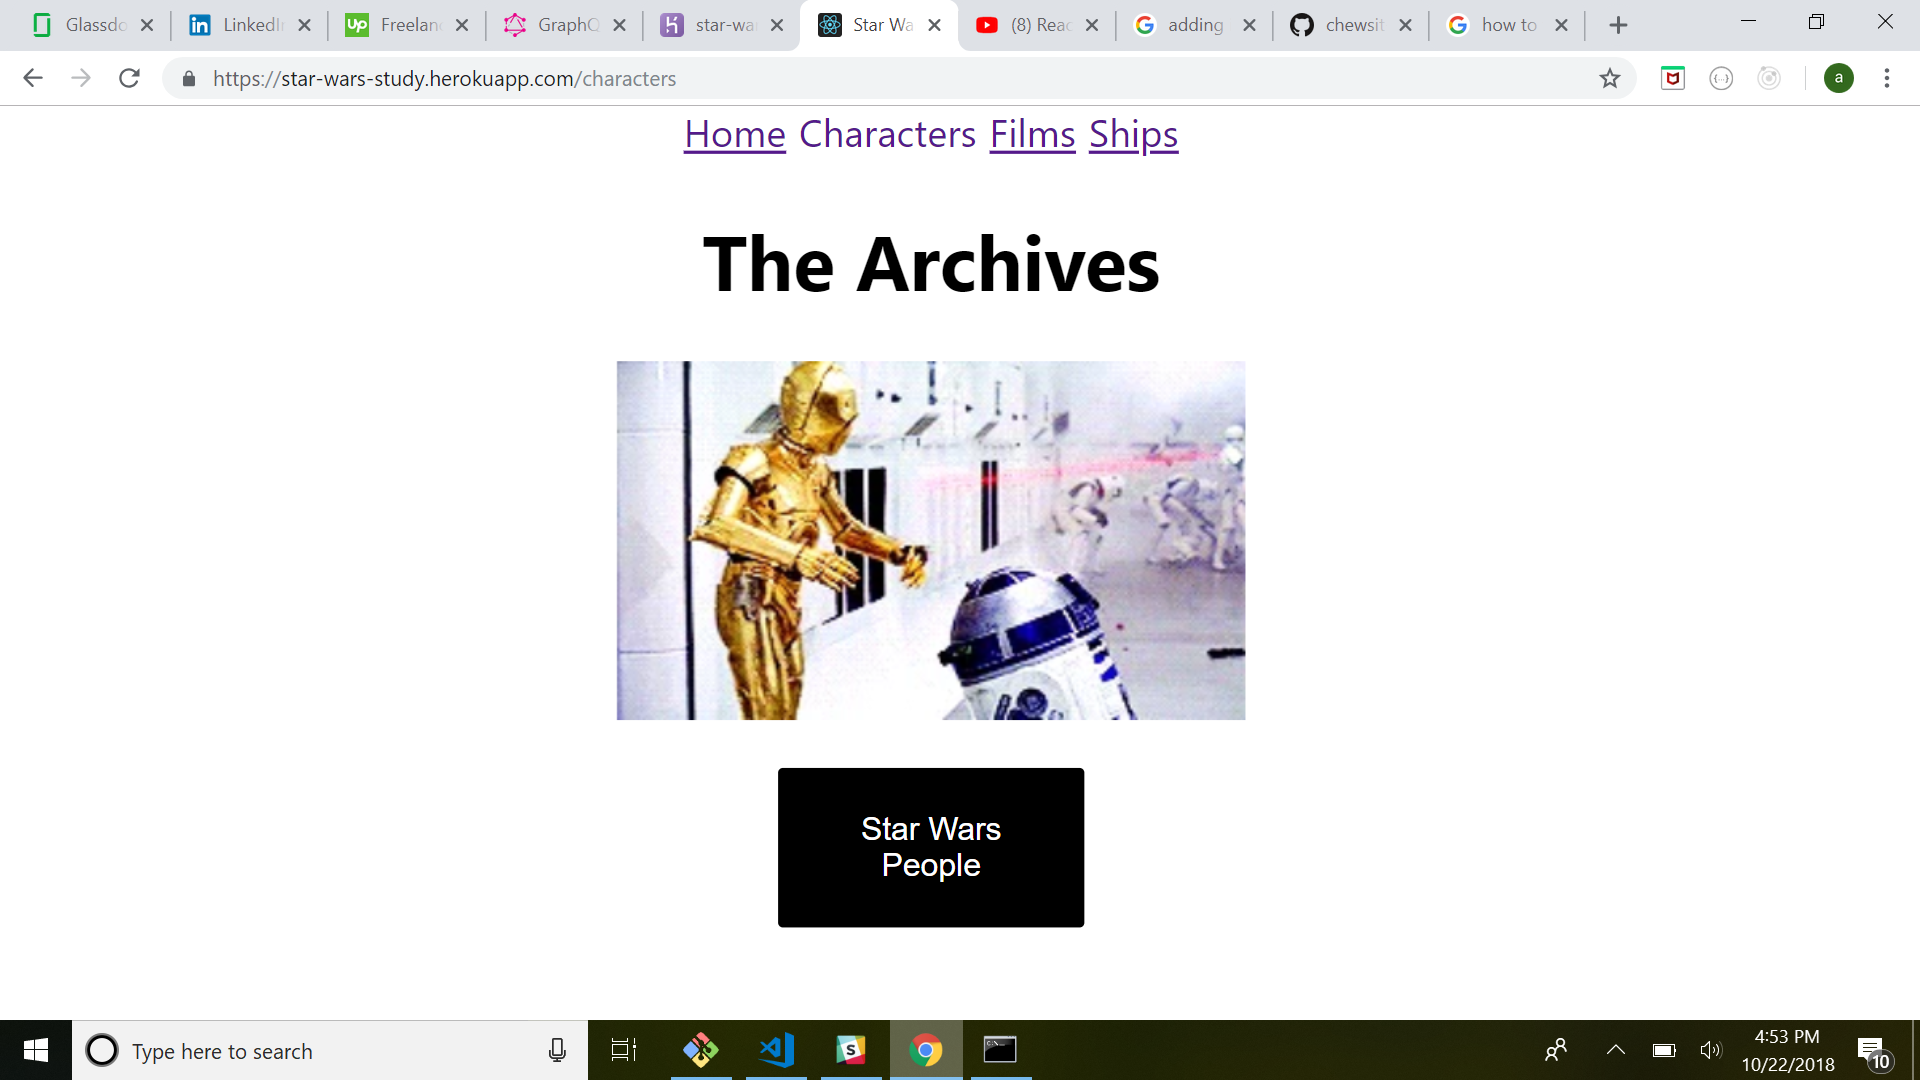 Glassdo
LinkedIn
Up Freelan
GraphQ
star-wa
Star Wa
(8) Reac
adding
chewsit
how to
https://star-wars-study.herokuapp.com/characters
a
Home Characters Films Ships
The Archives
Star Wars
People
Type here to search
4:53 PM
10/22/2018
10